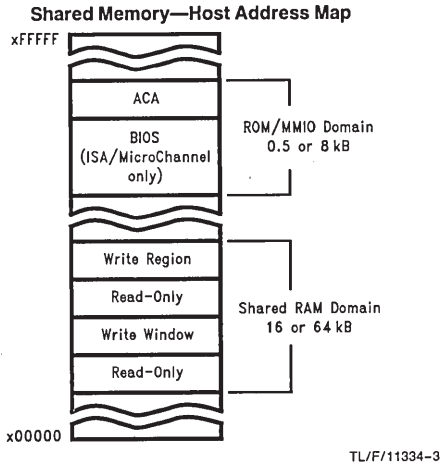 Shared Memory—Host Address Map
xFFFFF
ACA
BIOS
(ISA/MicroChannel
only)
ROM/MMIO Domain
0.5 or 8 kB
Write Region
Read-Only
Write Window
Read-Only
Shared RAM Domain
16 or 64 kB
x00000
TL/F/11334-3